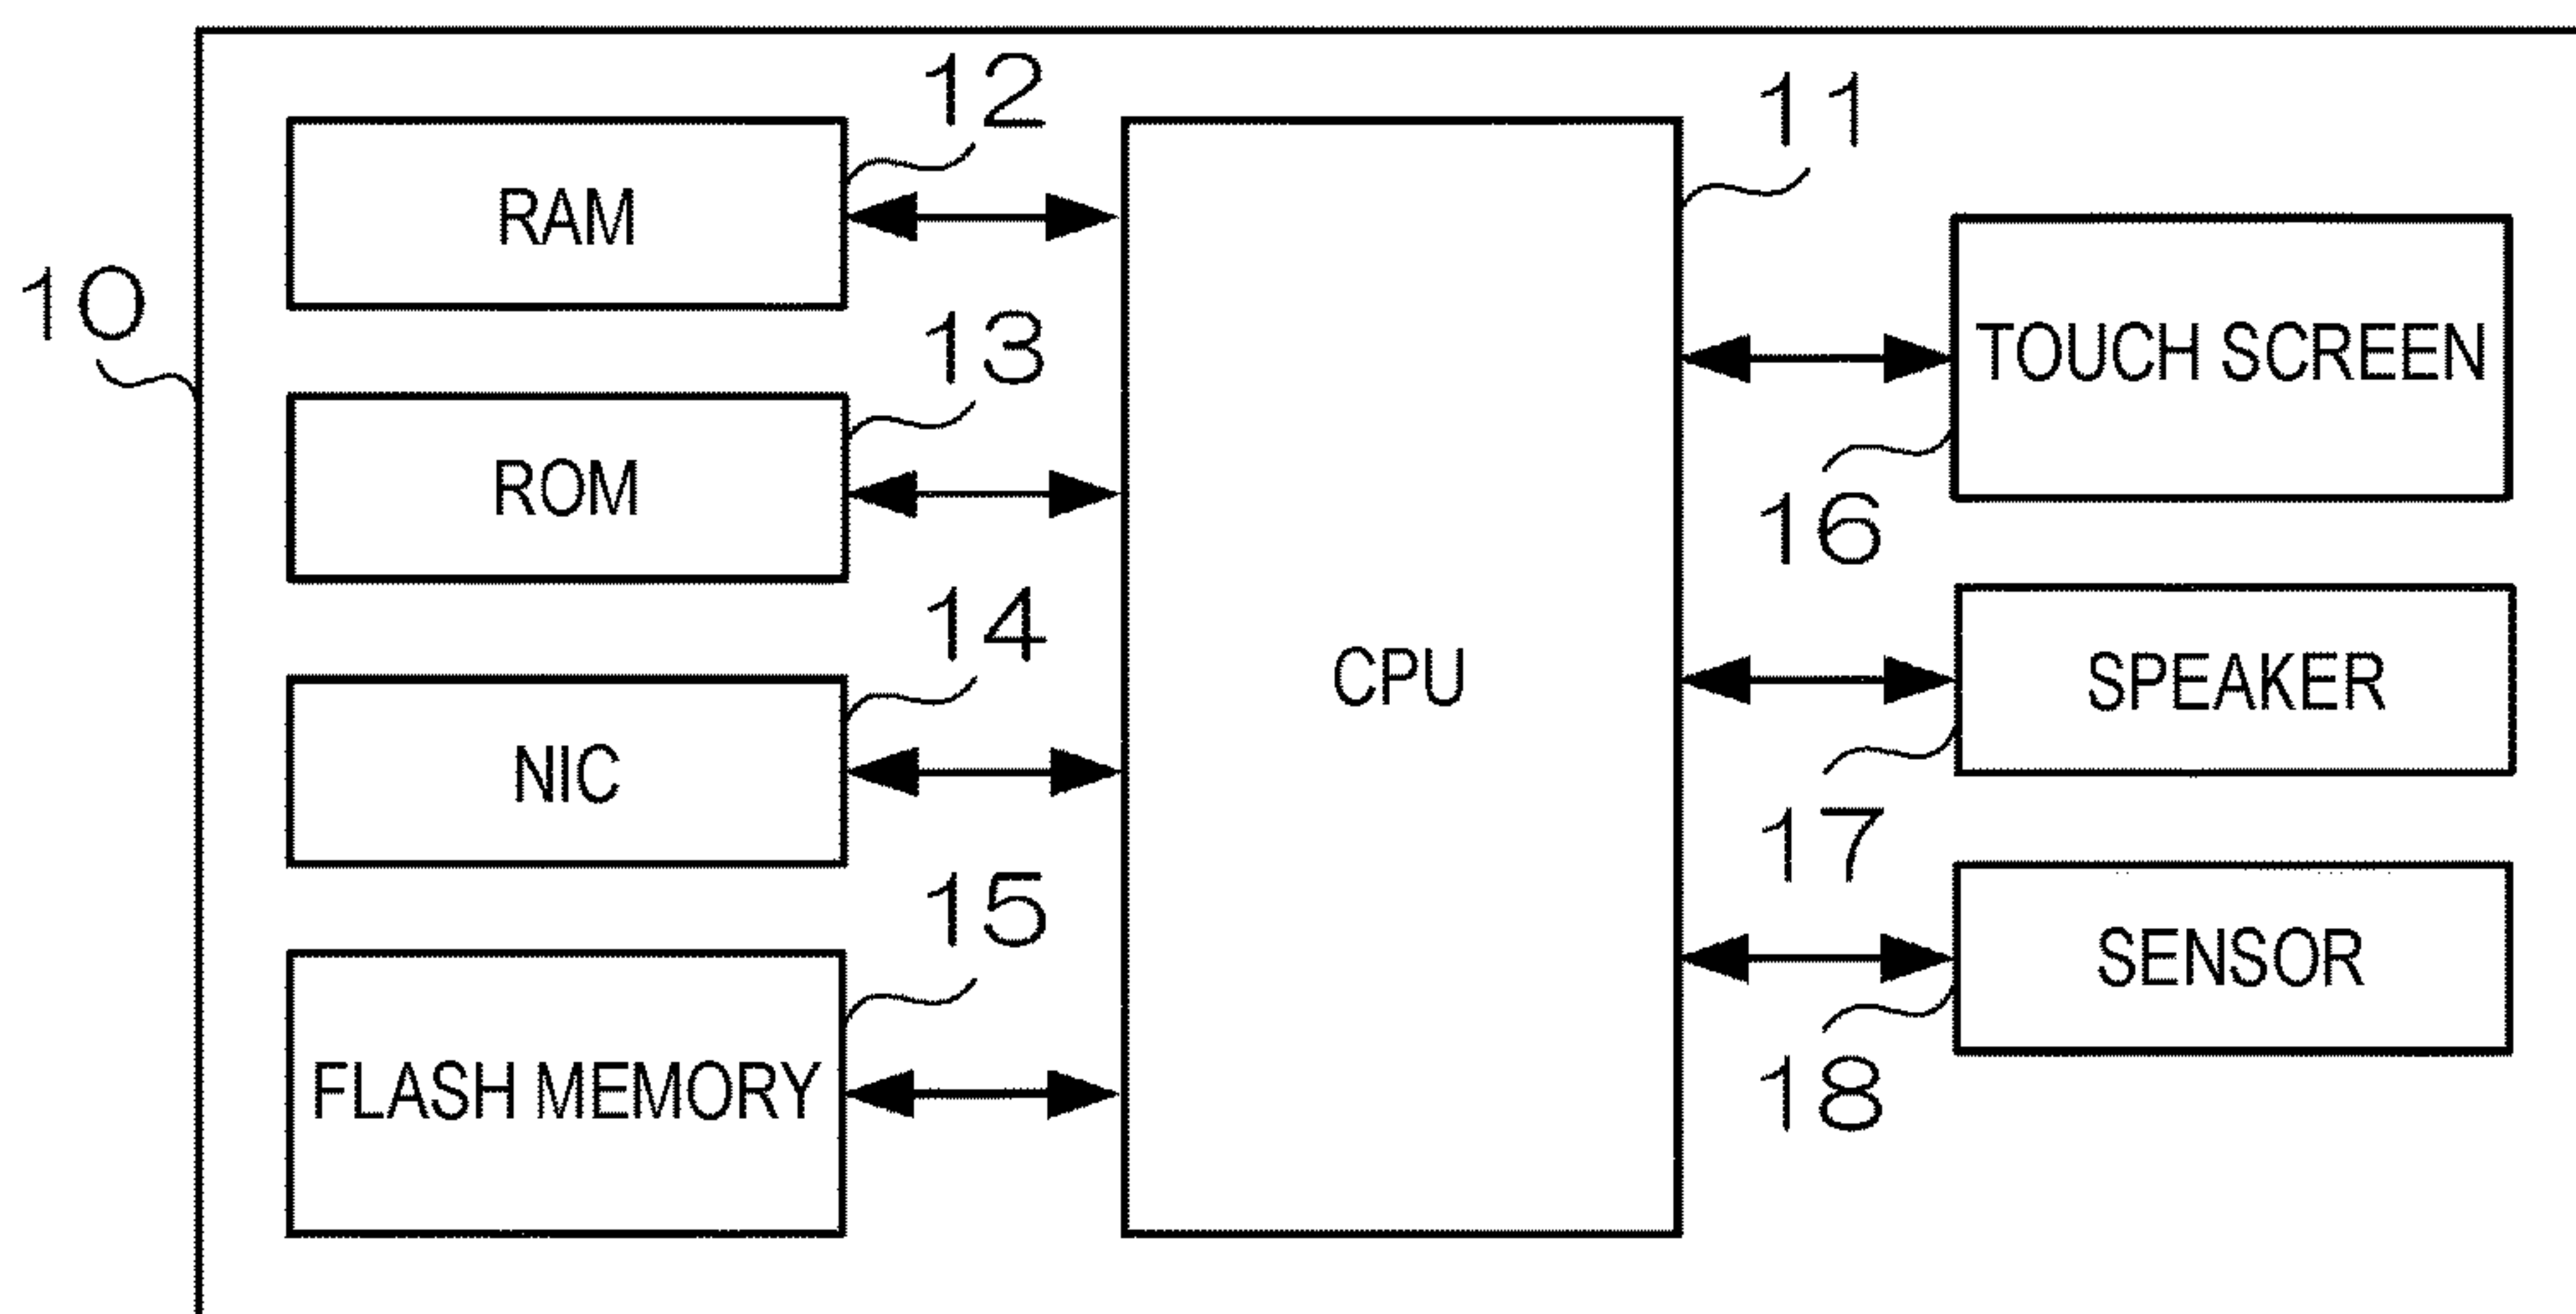 12
11
RAM
10
TOUCH SCREEN
13
ROM
16
14
CPU
SPEAKER
NIC
17
15
SENSOR
FLASH MEMORY
18